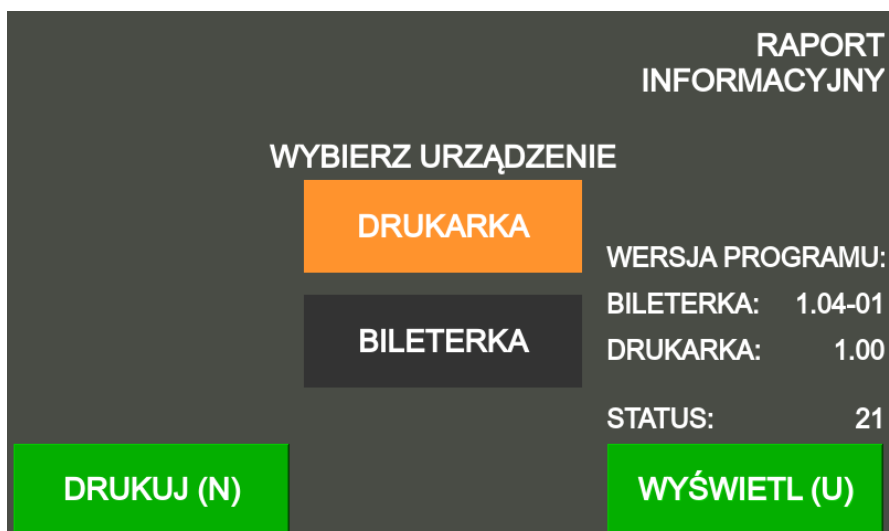 RAPORT
INFORMACYJNY
WYBIERZ URZĄDZENIE
DRUKARKA
BILETERKA
WERSJA PROGRAMU:
BILETERKA: 1.04-01
DRUKARKA: 1.00
STATUS: 21
DRUKUJ (N)
WYŚWIETL (U)